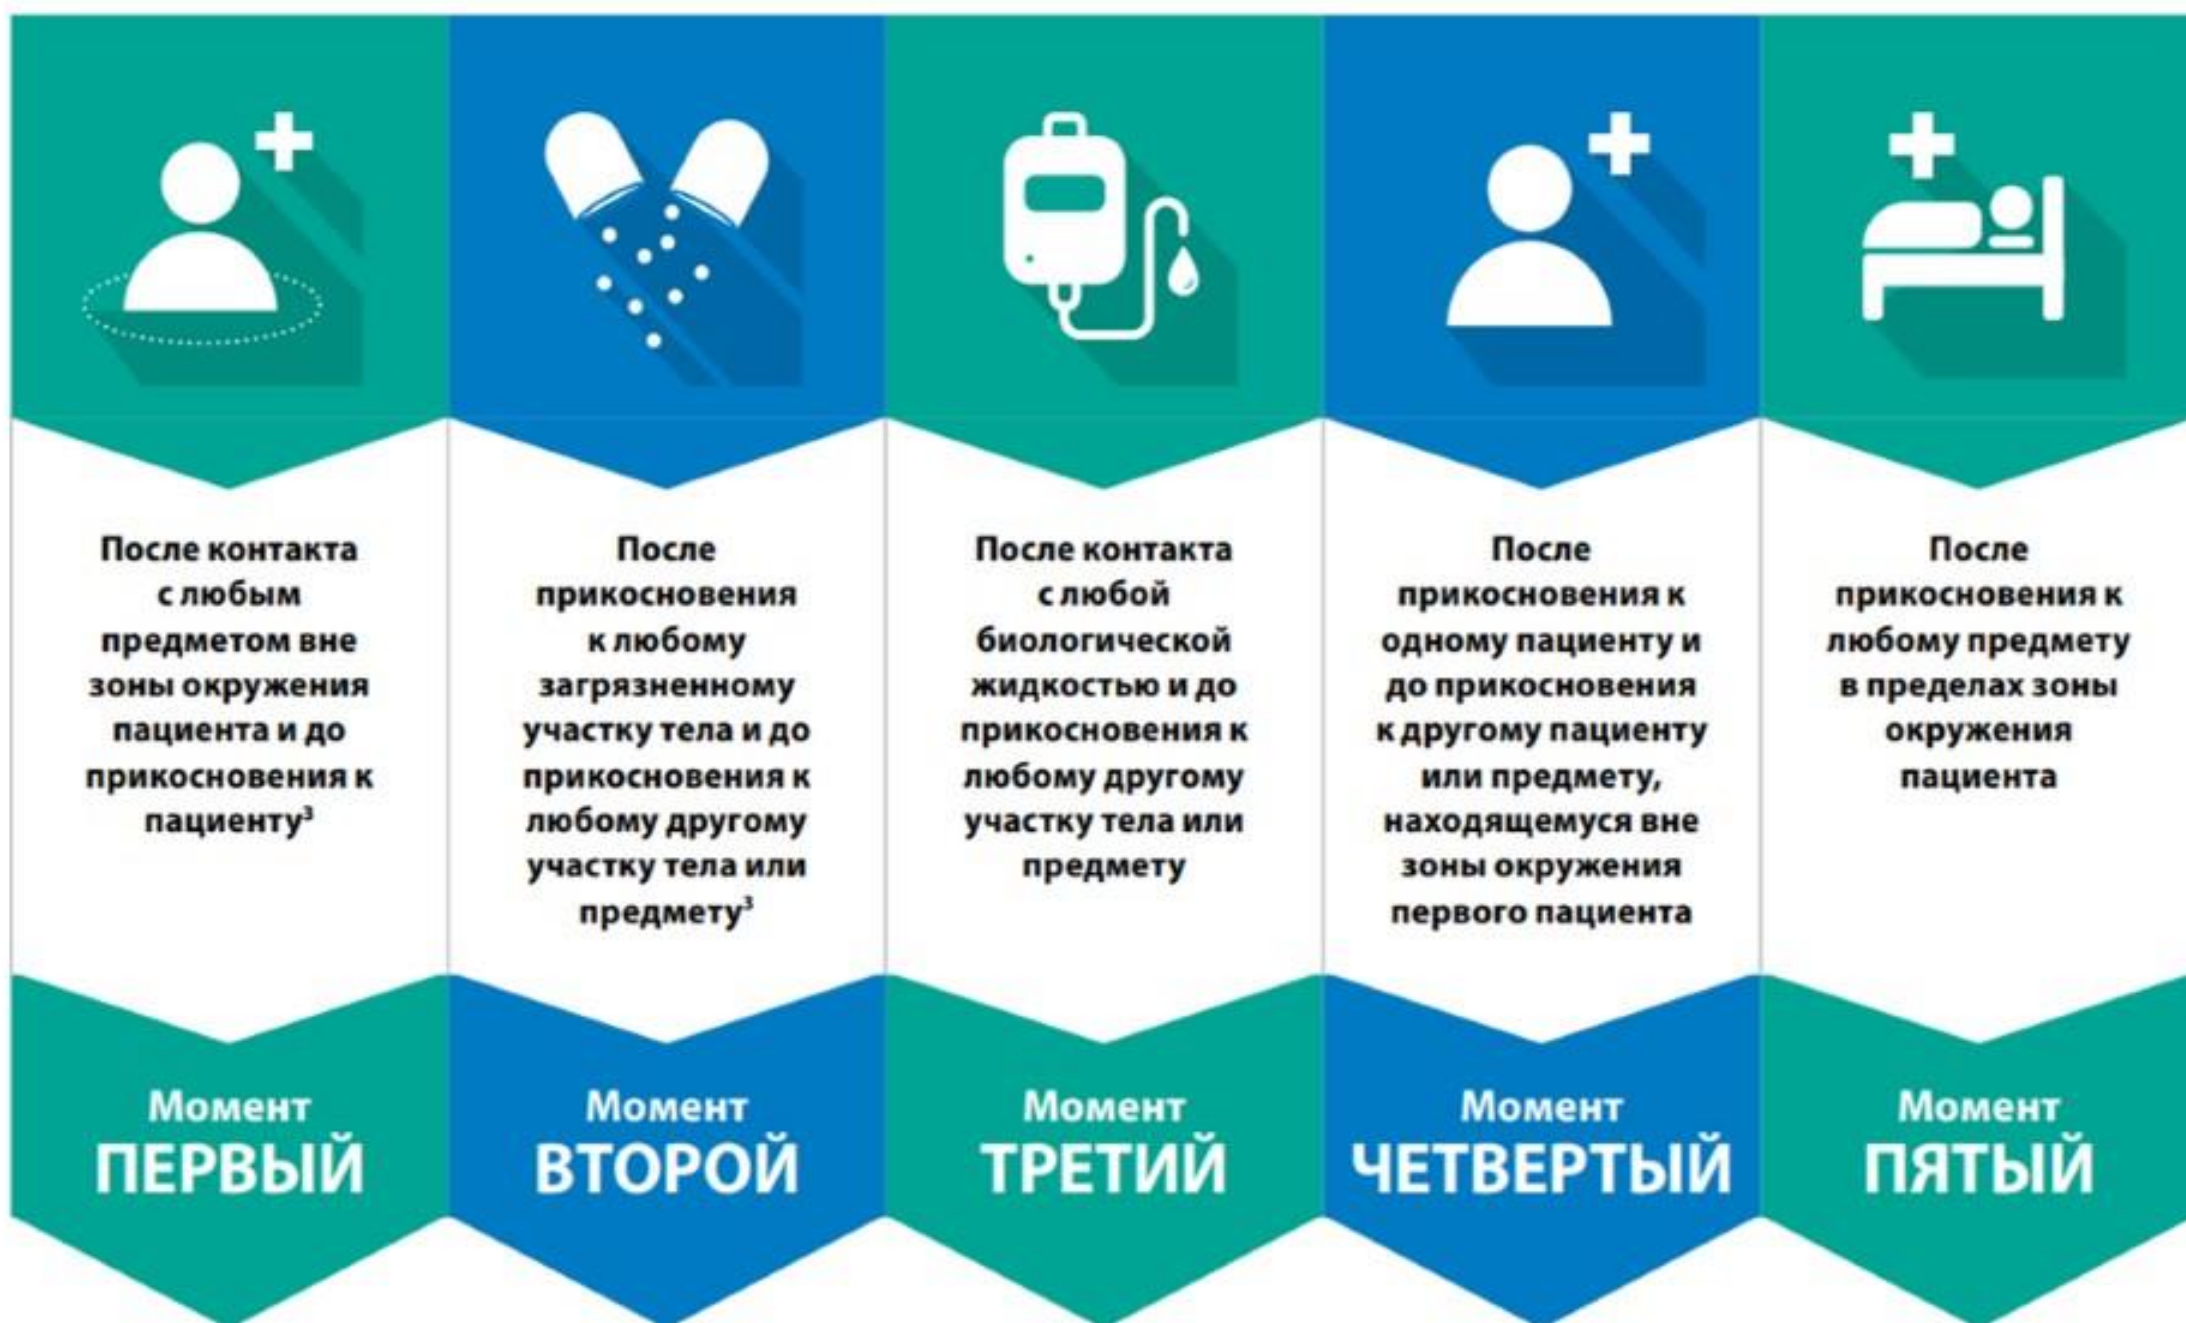 После контакта
с любым
предметом вне
зоны окружения
пациента и до
прикосновения к
пациенту³
После
прикосновения
к любому
загрязненному
участку тела и до
прикосновения к
любому другому
участку тела или
предмету³
После контакта
с любой
биологической
жидкостью и до
прикосновения к
любому другому
участку тела или
предмету
После
прикосновения к
одному пациенту и
до прикосновения
к другому пациенту
или предмету,
находящемуся вне
зоны окружения
первого пациента
После
прикосновения к
любому предмету
в пределах зоны
окружения
пациента
Момент
ПЕРВЫЙ
Момент
ВТОРОЙ
Момент
ТРЕТИЙ
Момент
ЧЕТВЕРТЫЙ
Момент
ПЯТЫЙ